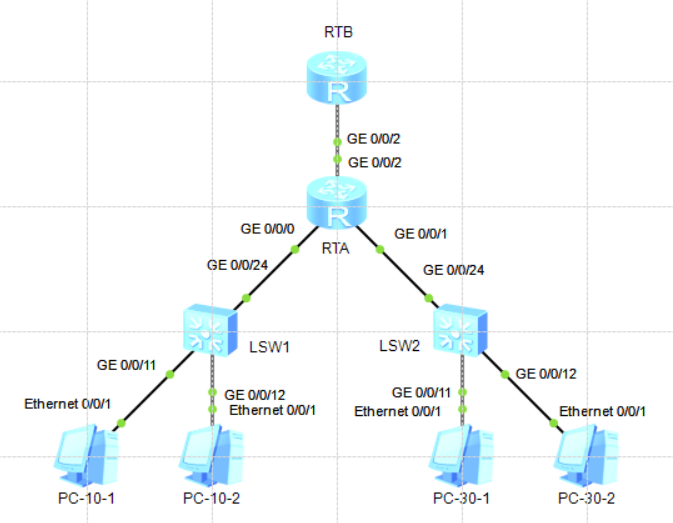 RTB
R
GE 0/0/2
GE 0/0/2
R
GE 0/0/0
GE 0/0/1
RTA
GE 0/0/24
GE 0/0/24
LSW1
LSW2
GE 0/0/11
GE 0/0/12
GE 0/0/12
GE 0/0/11
Ethernet 0/0/1
Ethernet 0/0/1
Ethernet 0/0/1
Ethernet 0/0/1
PC-10-1
PC-10-2
PC-30-1
PC-30-2